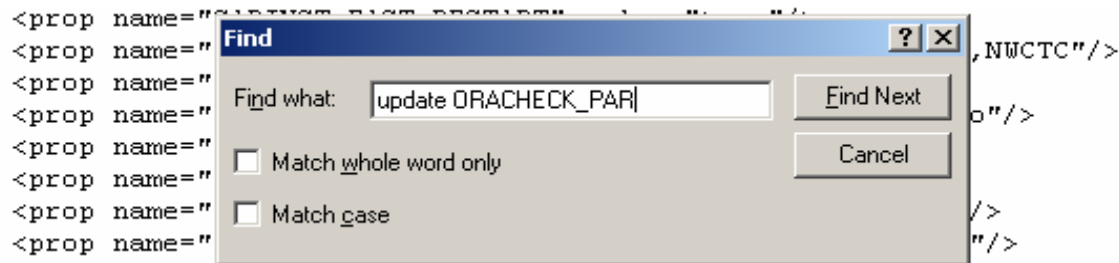 <prop name="
Find
<prop name=" ,NWCTC"/>
<prop name="
Find what: update ORACHECK_PAR Find Next
<prop name=" o"/>
<prop name="
Match whole word only Cancel
<prop name="
<prop name=" Match case />
<prop name=" "/>